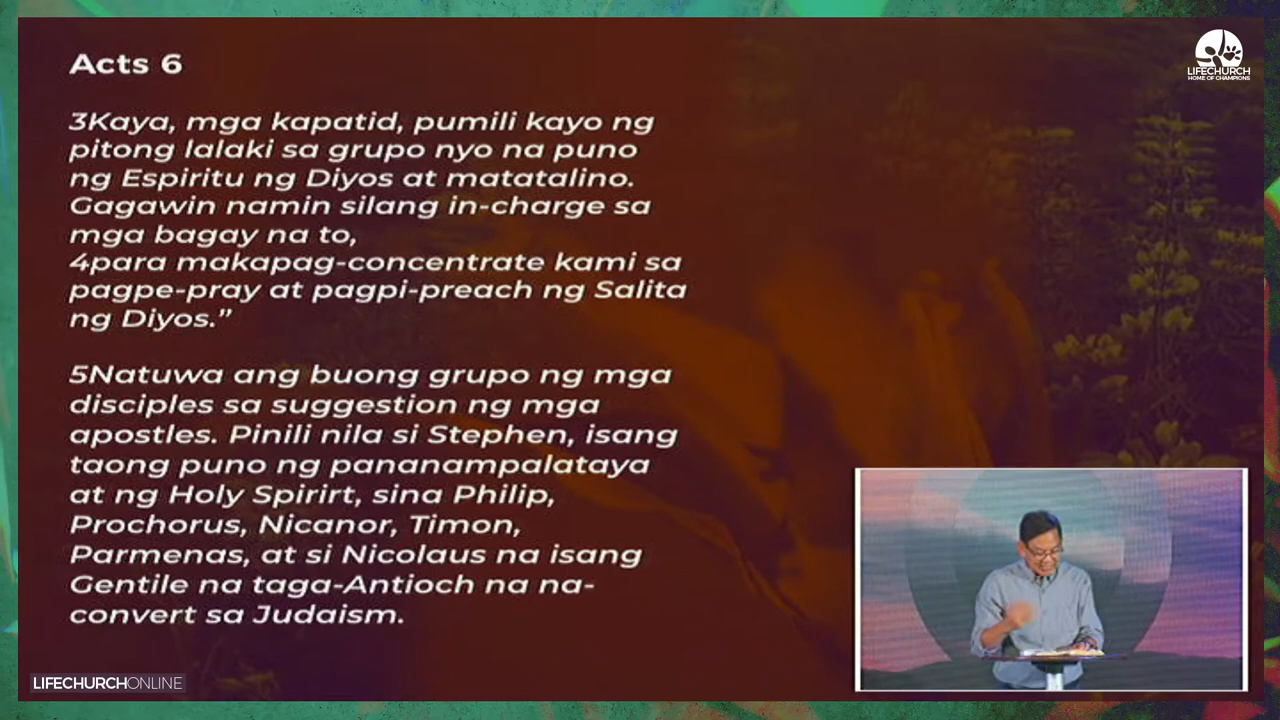 Acts 6
3Kaya, mga kapatid, pumili kayo ng
pitong lalaki sa grupo nyo na puno
ng Espiritu ng Diyos at matatalino.
Gagawin namin silang in-charge sa
mga bagay na to,
4para makapag-concentrate kami sa
pagpe-pray at pagpi-preach ng Salita
ng Diyos.”
5Natuwa ang buong grupo ng mga
disciples sa suggestion ng mga
apostles. Pinili nila si Stephen, isang
taong puno ng pananampalataya
at ng Holy Spirirt, sina Philip,
Prochorus, Nicanor, Timon,
Parmenas, at si Nicolaus na isang
Gentile na taga-Antioch na na-
convert sa Judaism.
LIFECHURCH
HOME OF CHAMPIONS
LIFECHURCHONLINE